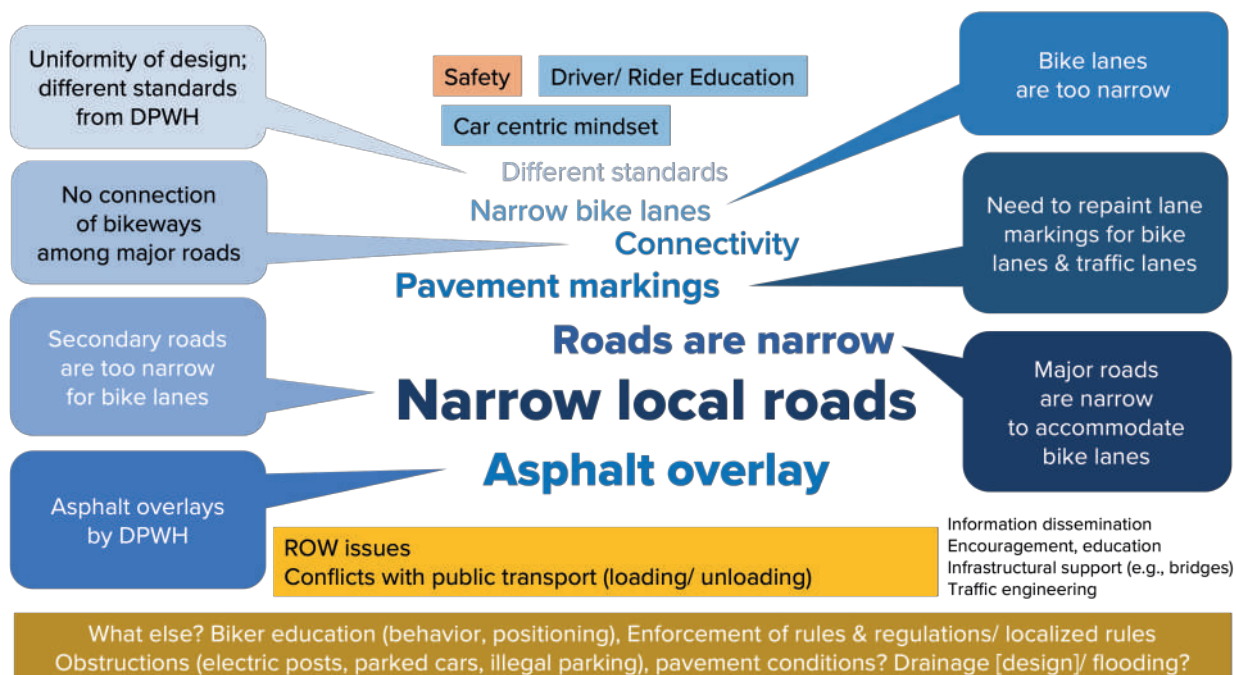 Uniformity of design;
different standards
from DPWH
Safety
Driver/ Rider Education
Car centric mindset
Bike lanes
are too narrow
Different standards
Narrow bike lanes
Connectivity
Pavement markings
Roads are narrow
Narrow local roads
Asphalt overlay
No connection
of bikeways
among major roads
Need to repaint lane
markings for bike
lanes & traffic lanes
Secondary roads
are too narrow
for bike lanes
Major roads
are narrow
to accommodate
bike lanes
Asphalt overlays
by DPWH
ROW issues
Conflicts with public transport (loading/ unloading)
Information dissemination
Encouragement, education
Infrastructural support (e.g., bridges)
Traffic engineering
What else? Biker education (behavior, positioning), Enforcement of rules & regulations/ localized rules
Obstructions (electric posts, parked cars, illegal parking), pavement conditions? Drainage [design]/ flooding?